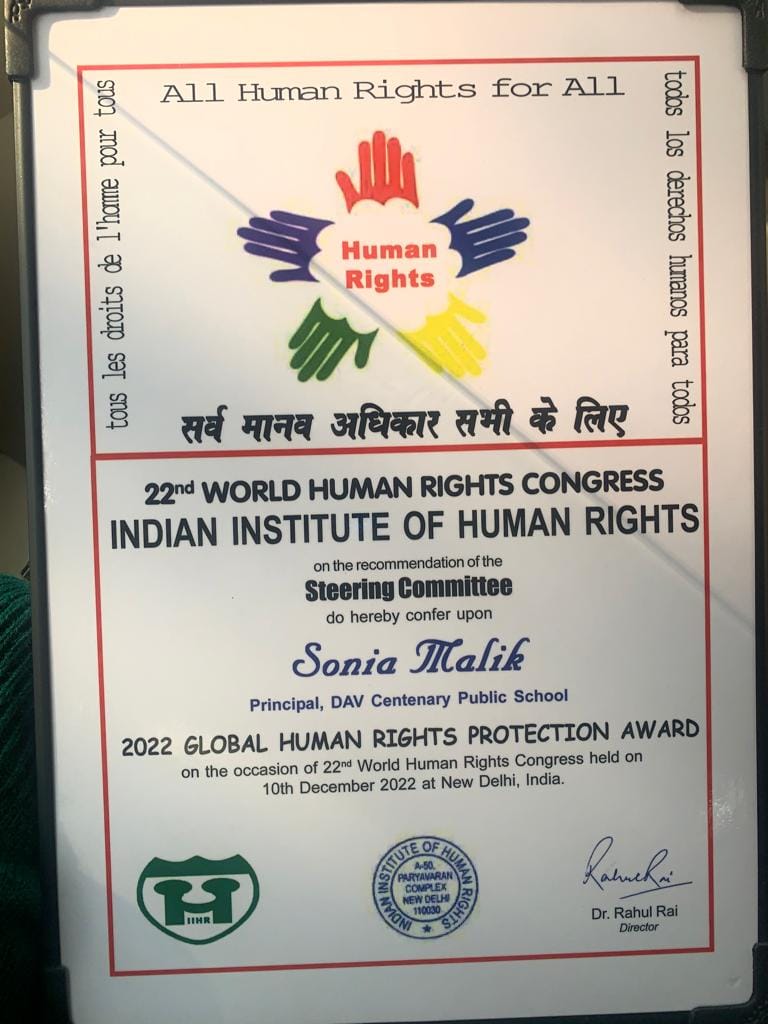 All Human Rights for All
tous les droits de l'homme pour tous
todos los derechos humanos para todos
Human
Rights
सर्व मानव अधिकार सभी के लिए
22nd WORLD HUMAN RIGHTS CONGRESS
INDIAN INSTITUTE OF HUMAN RIGHTS
on the recommendation of the
Steering Committee
do hereby confer upon
Sonia Malik
Principal, DAV Centenary Public School
2022 GLOBAL HUMAN RIGHTS PROTECTION AWARD
on the occasion of 22nd World Human Rights Congress held on
10th December 2022 at New Delhi, India.
IIHR
INDIAN INSTITUTE OF HUMAN RIGHTS
A-50,
PARYAVARAN
COMPLEX
NEW DELHI
110030
Rahul Rai
Dr. Rahul Rai
Director